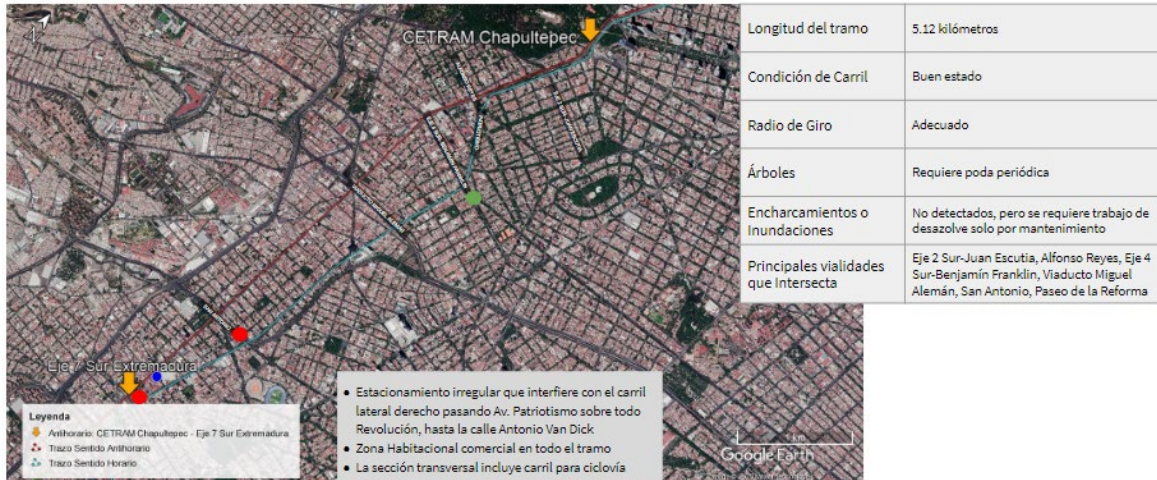 CETRAM Chapultepec
PATRIOTISMO
Eje 7 Sur Extremadura
Leyenda
Antihorario: CETRAM Chapultepec - Eje 7 Sur Extremadura
Trazo Sentido Antihorario
Trazo Sentido Horario
• Estacionamiento irregular que interfiere con el carril
lateral derecho pasando Av. Patriotismo sobre todo
Revolución, hasta la calle Antonio Van Dick
• Zona Habitacional comercial en todo el tramo
• La sección transversal incluye carril para ciclovía
km
Google Earth
Longitud del tramo
5.12 kilómetros
Condición de Carril
Buen estado
Radio de Giro
Adecuado
Árboles
Requiere poda periódica
Encharcamientos o
Inundaciones
No detectados, pero se requiere trabajo de
desazolve solo por mantenimiento
Principales vialidades
que Intersecta
Eje 2 Sur-Juan Escutia, Alfonso Reyes, Eje 4
Sur-Benjamín Franklin, Viaducto Miguel
Alemán, San Antonio, Paseo de la Reforma